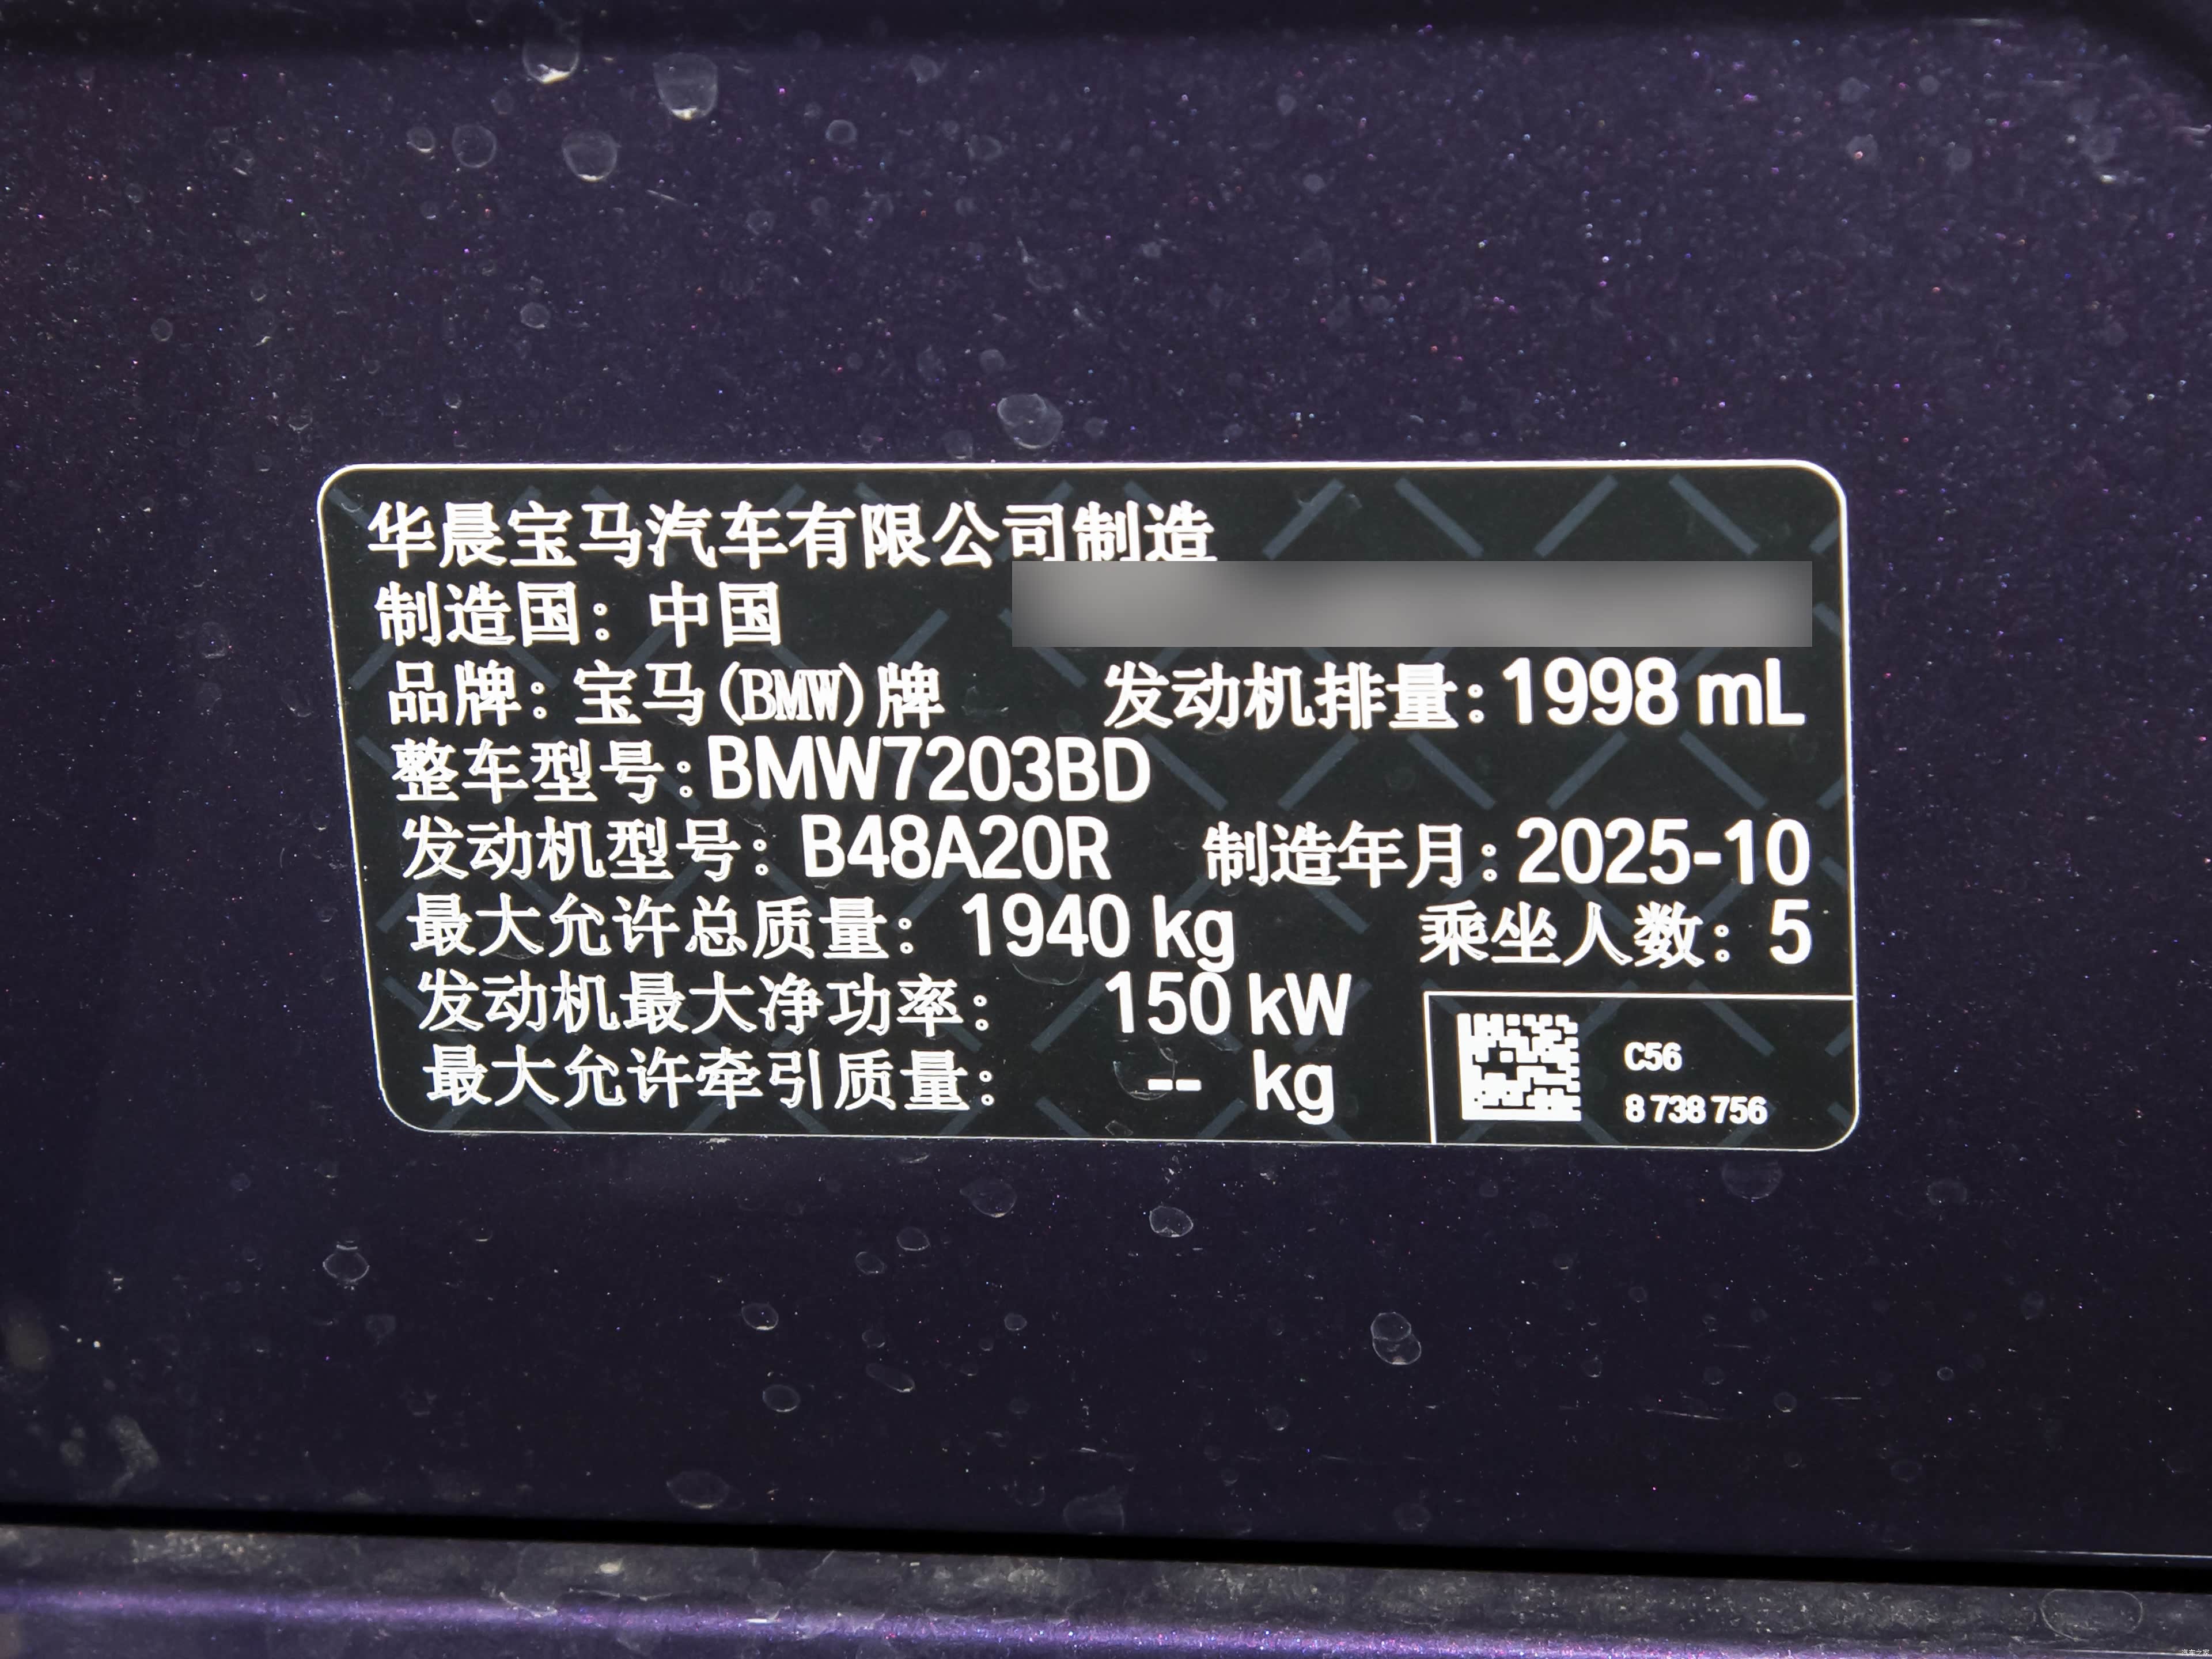 华晨宝马汽车有限公司制造
制造国：中国
品牌：宝马(BMW)牌 发动机排量：1998 mL
整车型号：BMW7203BD
发动机型号：B48A20R 制造年月：2025-10
最大允许总质量：1940 kg 乘坐人数：5
发动机最大净功率：150 kW
最大允许牵引质量：-- kg
C56
8 738 756
汽车之家